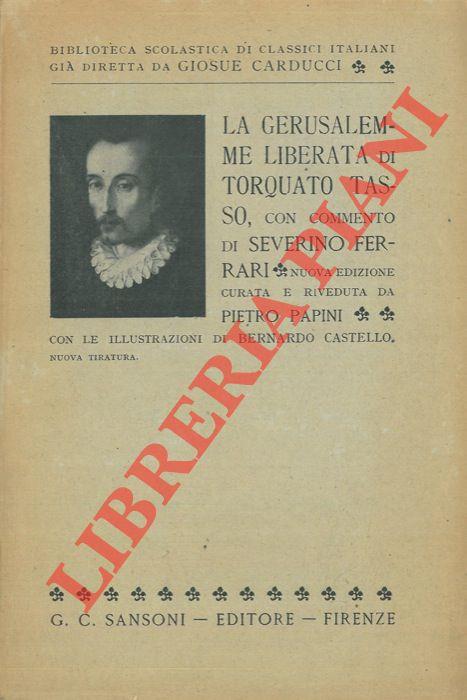 BIBLIOTECA SCOLASTICA DI CLASSICI ITALIANI
GIÀ DIRETTA DA GIOSUE CARDUCCI
LA GERUSALEM-
ME LIBERATA DI
TORQUATO TAS-
SO, CON COMMENTO
DI SEVERINO FER-
RARI NUOVA EDIZIONE
CURATA E RIVEDUTA DA
PIETRO PAPINI
CON LE ILLUSTRAZIONI DI BERNARDO CASTELLO.
NUOVA TIRATURA.
LIBRERIA PIANI
G. C. SANSONI — EDITORE — FIRENZE